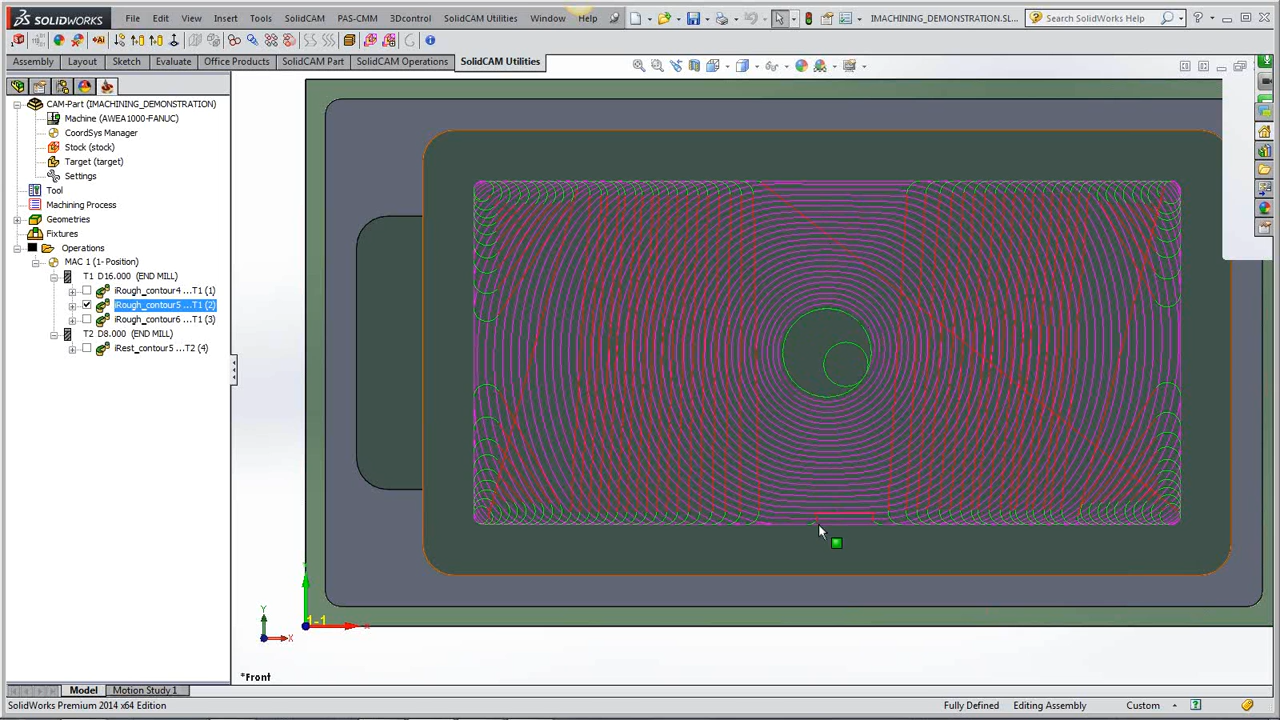 SOLIDWORKS File Edit View Insert Tools SolidCAM PAS-CMM 3Dcontrol SolidCAM Utilities Window Help IMACHINING_DEMONSTRATION.SL... Search SolidWorks Help
Assembly Layout Sketch Evaluate Office Products SolidCAM Part SolidCAM Operations SolidCAM Utilities
CAM-Part (IMACHINING_DEMONSTRATION)
Machine (AWEA1000-FANUC)
CoordSys Manager
Stock (stock)
Target (target)
Settings
Tool
Machining Process
Geometries
Fixtures
Operations
MAC 1 (1- Position)
T1 D16.000 (END MILL)
iRough_contour4 ...T1 (1)
iRough_contour5 ...T1 (2)
iRough_contour6 ...T1 (3)
T2 D8.000 (END MILL)
iRest_contour5 ...T2 (4)
1-1
X
Y
X
*Front
Model Motion Study 1
SolidWorks Premium 2014 x64 Edition Fully Defined Editing Assembly Custom